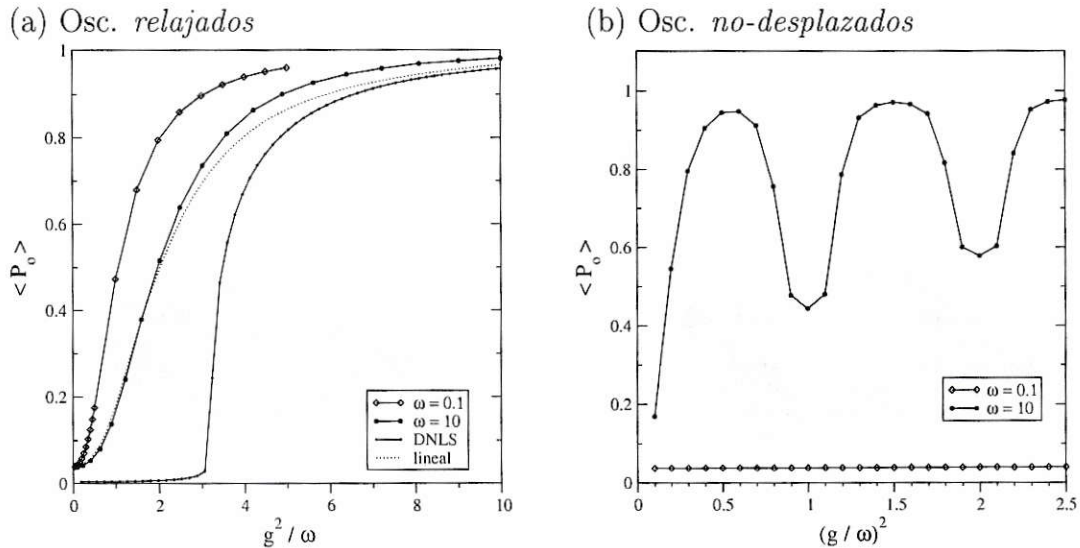 (a) Osc. relajados
1
0.8
0.6
0.4
0.2
0
< P_o >
ω = 0.1
ω = 10
DNLS
lineal
0 2 4 6 8 10
g² / ω
(b) Osc. no-desplazados
1
0.8
0.6
0.4
0.2
0
< P_o >
ω = 0.1
ω = 10
0 0.5 1 1.5 2 2.5
(g / ω)²